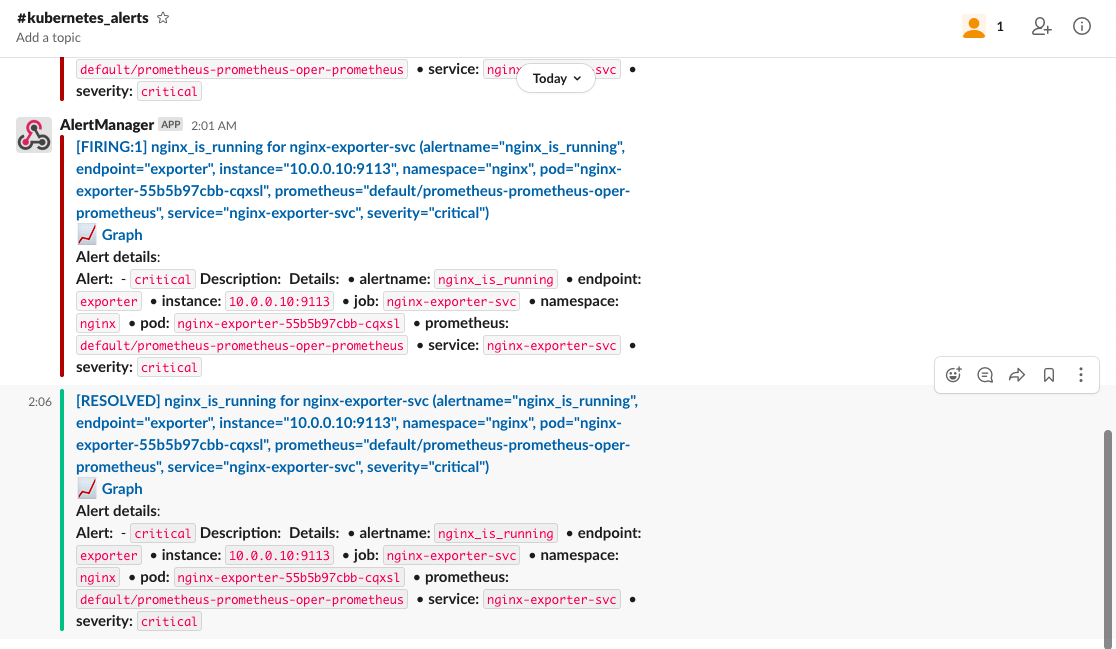 #kubernetes_alerts
Add a topic
1
default/prometheus-prometheus-oper-prometheus • service: svc •
Today
severity: critical
AlertManager APP 2:01 AM
[FIRING:1] nginx_is_running for nginx-exporter-svc (alertname="nginx_is_running",
endpoint="exporter", instance="10.0.0.10:9113", namespace="nginx", pod="nginx-
exporter-55b5b97cbb-cqxsl", prometheus="default/prometheus-prometheus-oper-
prometheus", service="nginx-exporter-svc", severity="critical")
Graph
Alert details:
Alert: - critical Description: Details: • alertname: nginx_is_running • endpoint:
exporter • instance: 10.0.0.10:9113 • job: nginx-exporter-svc • namespace:
nginx • pod: nginx-exporter-55b5b97cbb-cqxsl • prometheus:
default/prometheus-prometheus-oper-prometheus • service: nginx-exporter-svc •
severity: critical
2:06
[RESOLVED] nginx_is_running for nginx-exporter-svc (alertname="nginx_is_running",
endpoint="exporter", instance="10.0.0.10:9113", namespace="nginx", pod="nginx-
exporter-55b5b97cbb-cqxsl", prometheus="default/prometheus-prometheus-oper-
prometheus", service="nginx-exporter-svc", severity="critical")
Graph
Alert details:
Alert: - critical Description: Details: • alertname: nginx_is_running • endpoint:
exporter • instance: 10.0.0.10:9113 • job: nginx-exporter-svc • namespace:
nginx • pod: nginx-exporter-55b5b97cbb-cqxsl • prometheus:
default/prometheus-prometheus-oper-prometheus • service: nginx-exporter-svc •
severity: critical